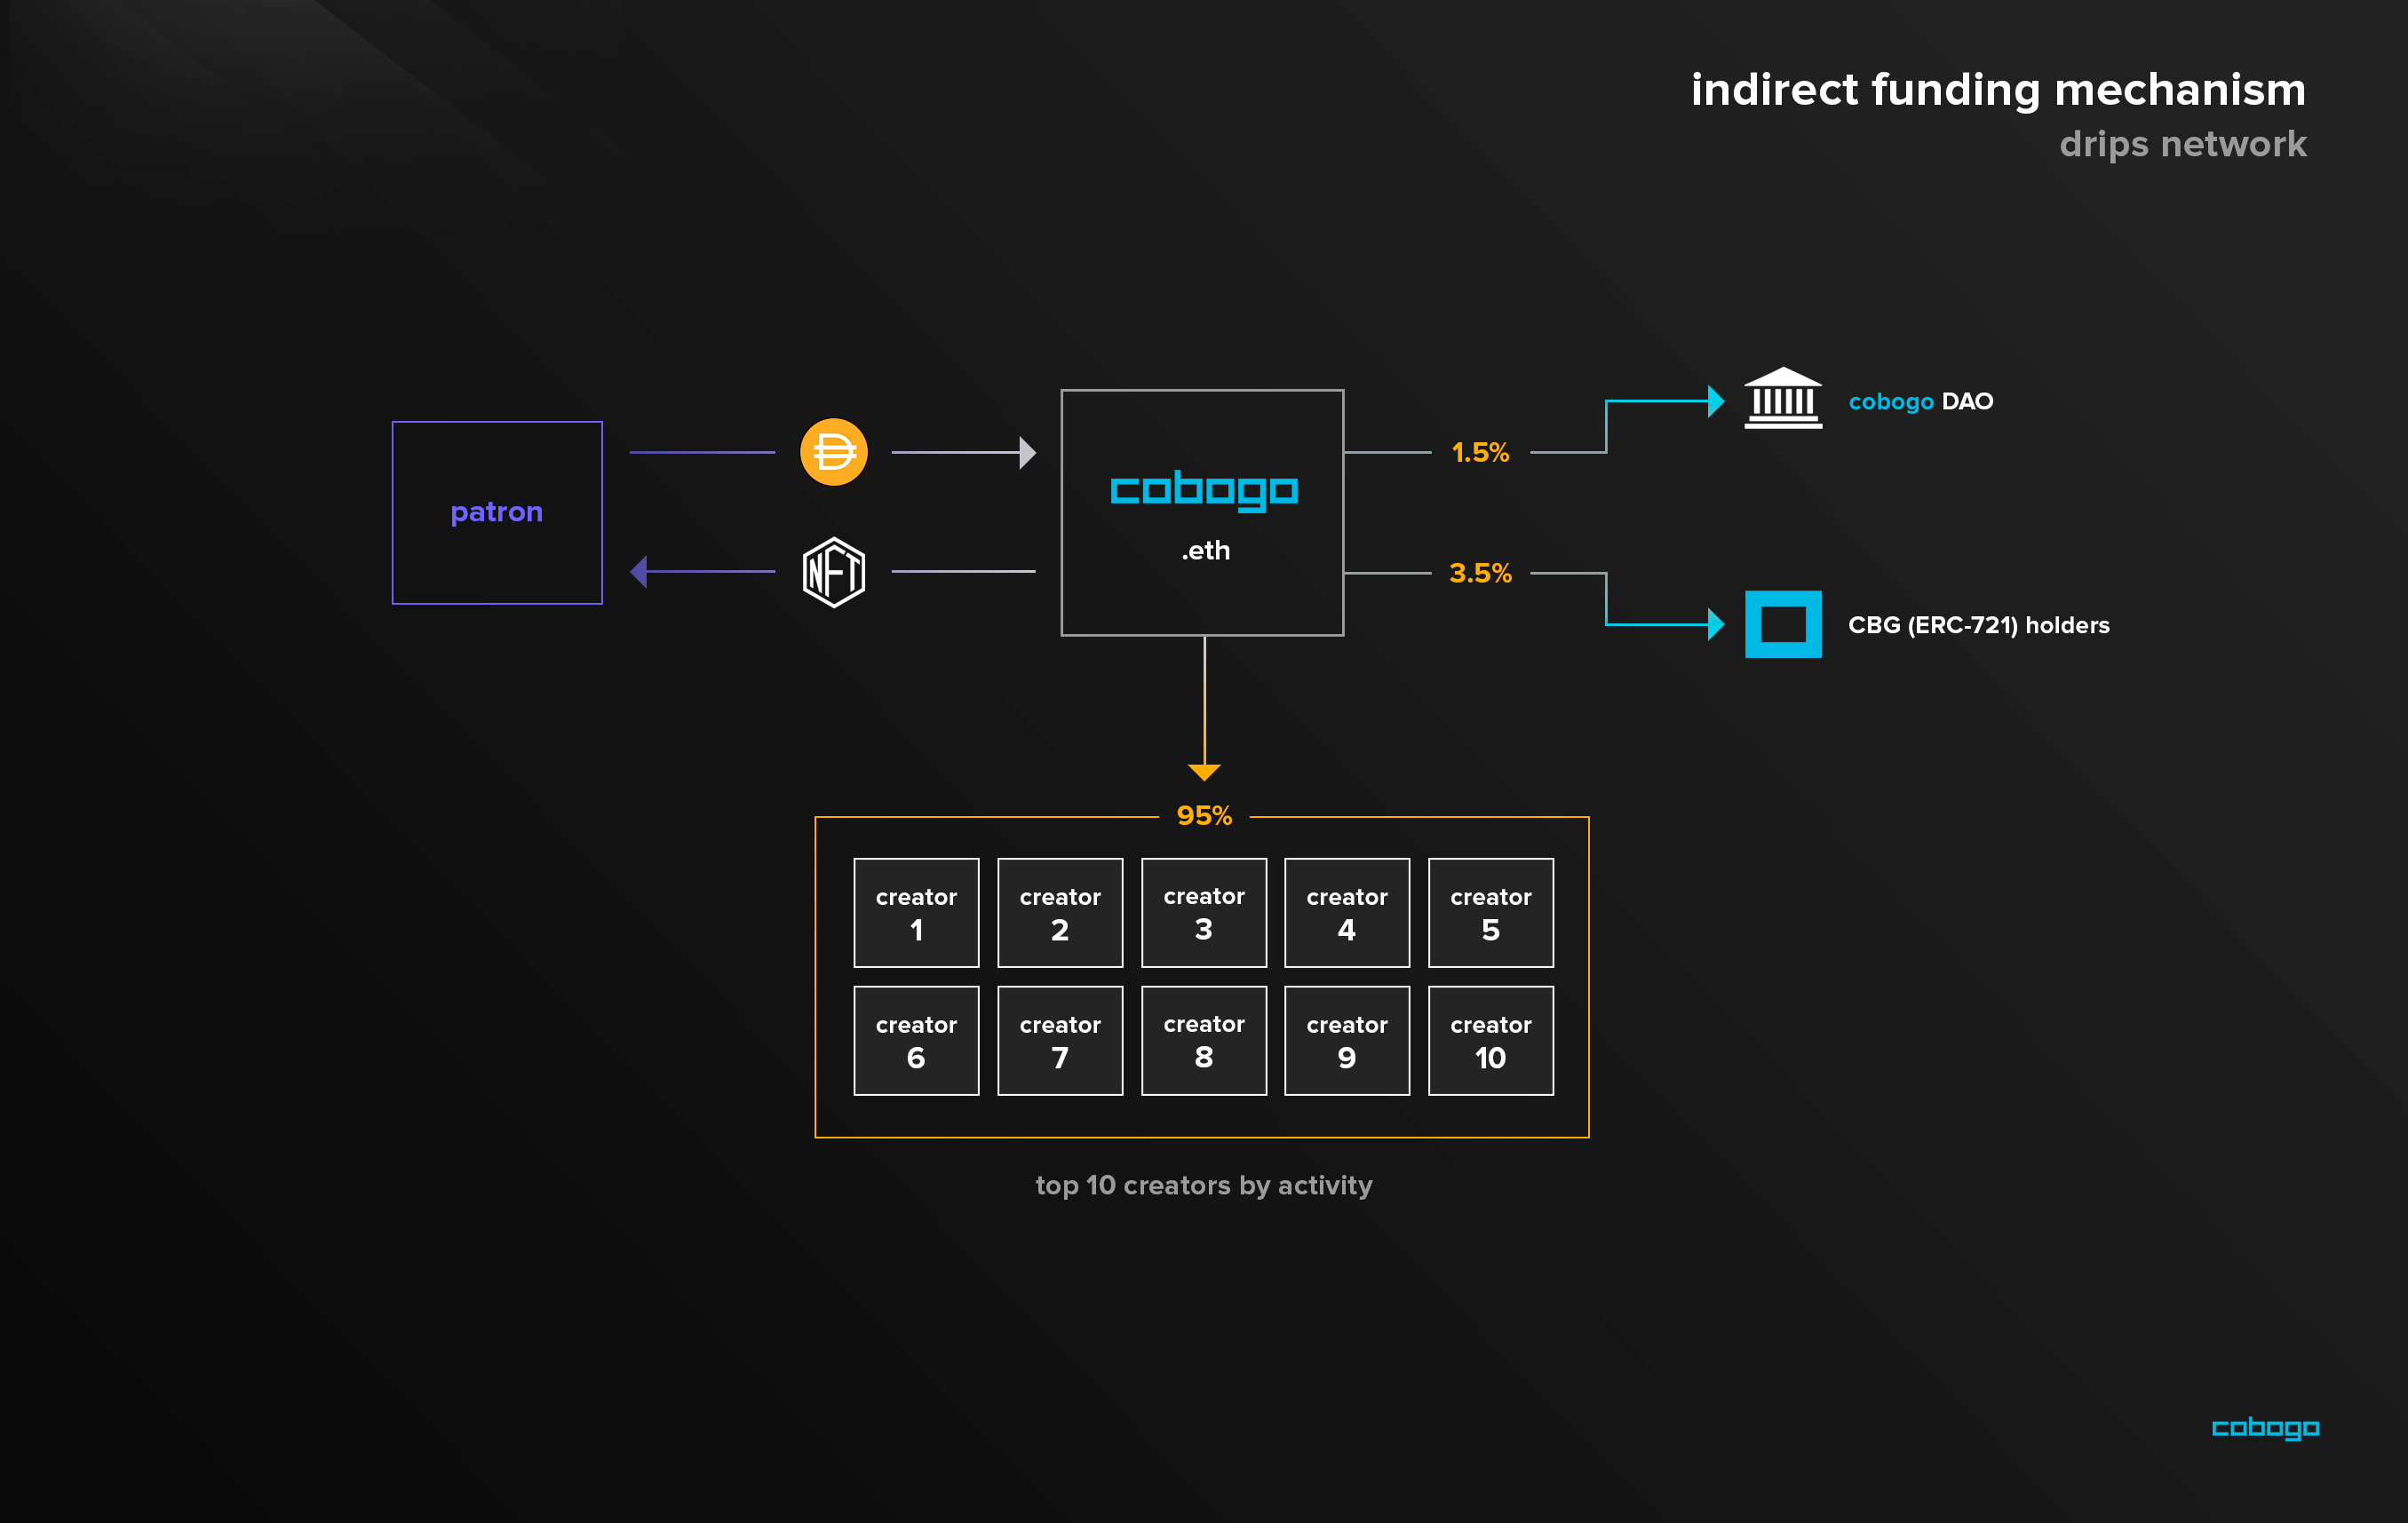 indirect funding mechanism
drips network
patron
NFT
cobogo
.eth
1.5%
cobogo DAO
3.5%
CBG (ERC-721) holders
95%
creator
1
creator
2
creator
3
creator
4
creator
5
creator
6
creator
7
creator
8
creator
9
creator
10
top 10 creators by activity
cobogo